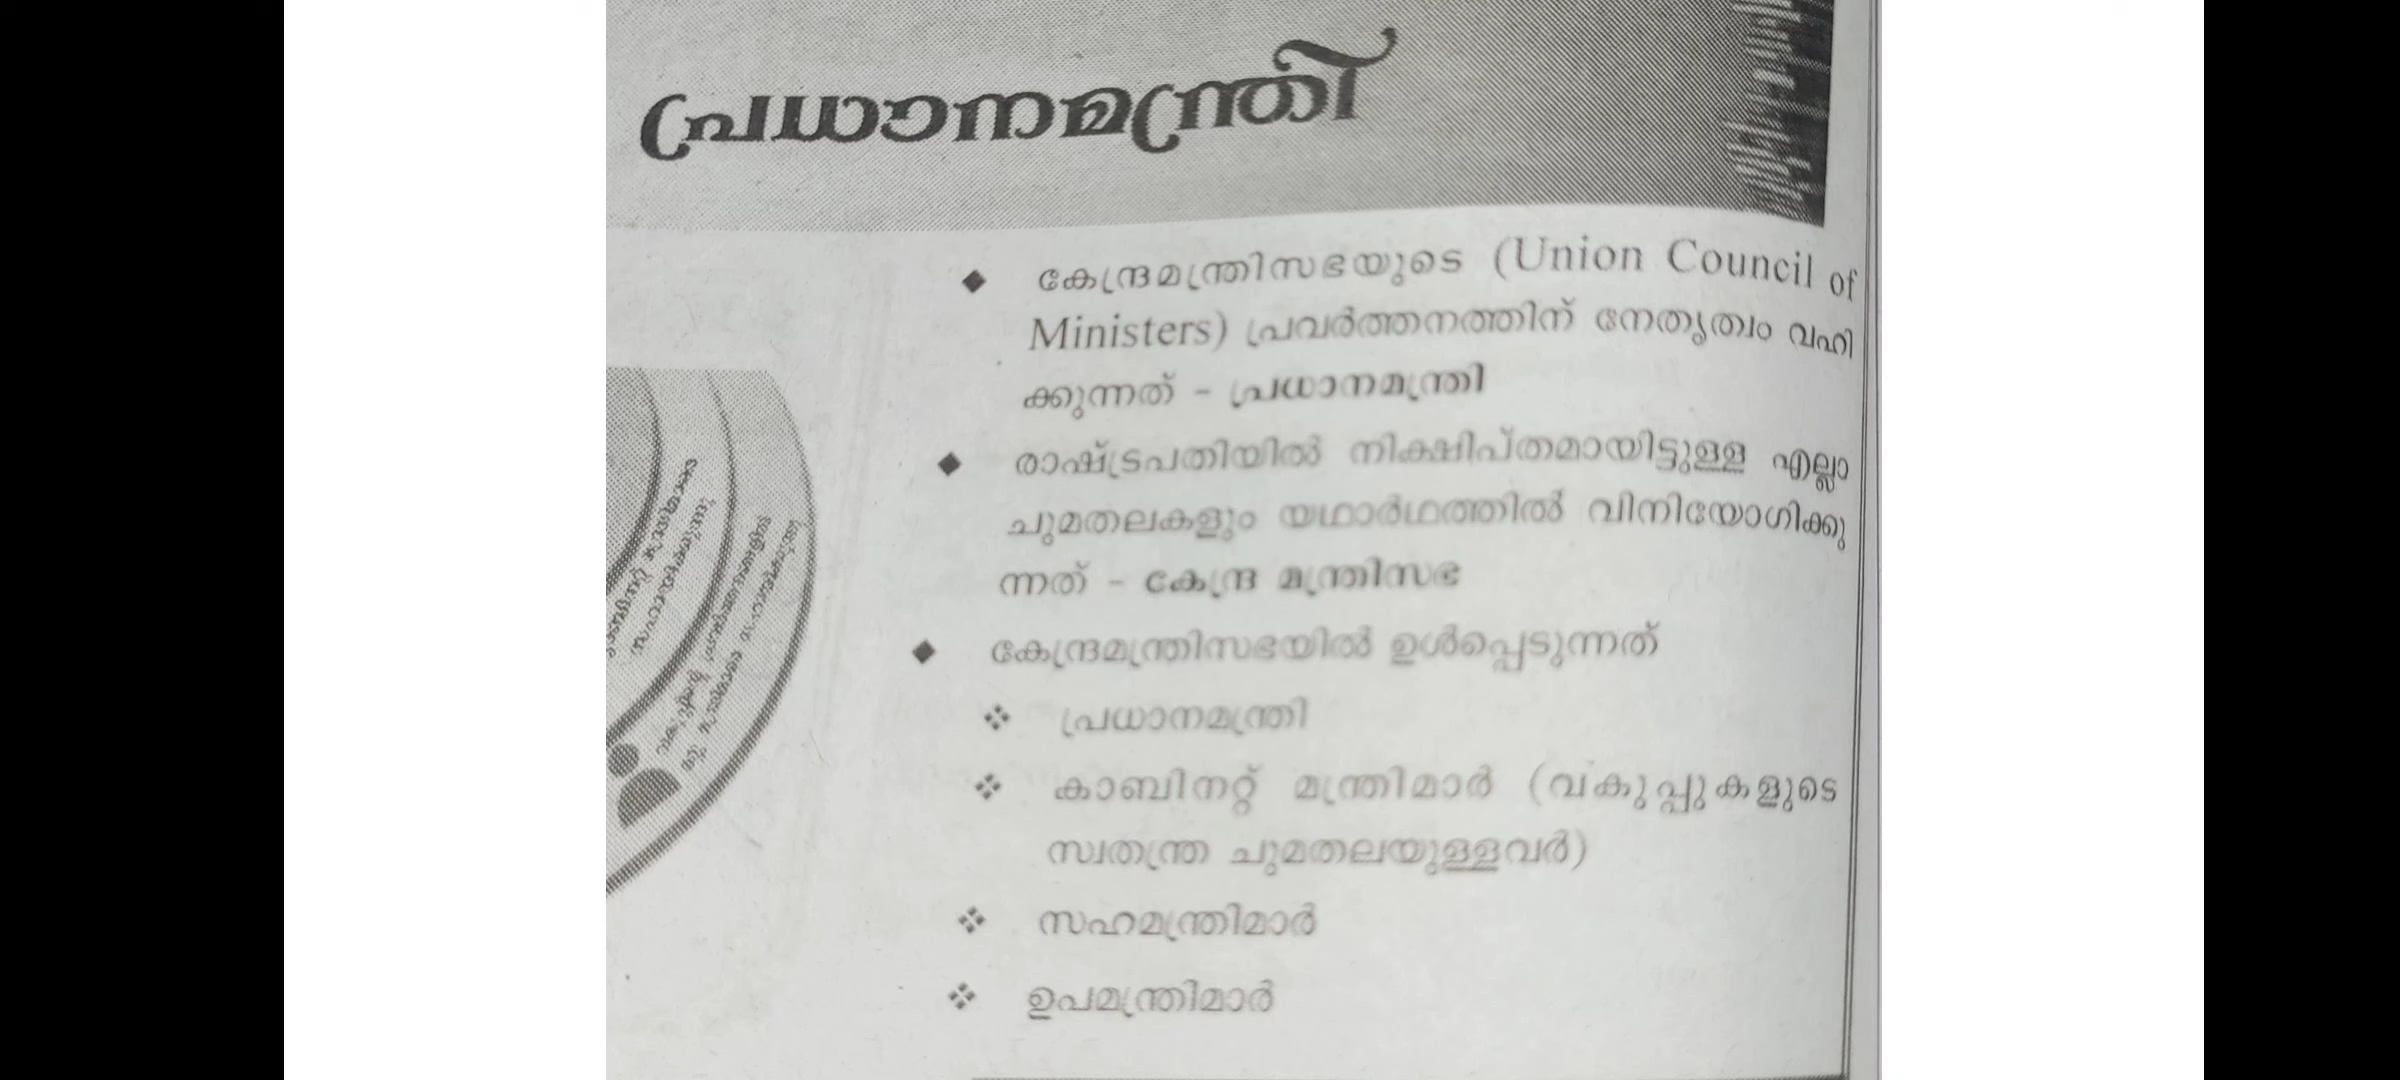 പ്രധാനമന്ത്രി
◆ കേന്ദ്രമന്ത്രിസഭയുടെ (Union Council of
Ministers) പ്രവർത്തനത്തിന് നേതൃത്വം വഹി
ക്കുന്നത് - പ്രധാനമന്ത്രി
◆ രാഷ്ട്രപതിയിൽ നിക്ഷിപ്തമായിട്ടുള്ള എല്ലാ
ചുമതലകളും യഥാർഥത്തിൽ വിനിയോഗിക്കു
ന്നത് - കേന്ദ്ര മന്ത്രിസഭ
◆ കേന്ദ്രമന്ത്രിസഭയിൽ ഉൾപ്പെടുന്നത്
❖ പ്രധാനമന്ത്രി
❖ കാബിനറ്റ് മന്ത്രിമാർ (വകുപ്പുകളുടെ
സ്വതന്ത്ര ചുമതലയുള്ളവർ)
❖ സഹമന്ത്രിമാർ
❖ ഉപമന്ത്രിമാർ